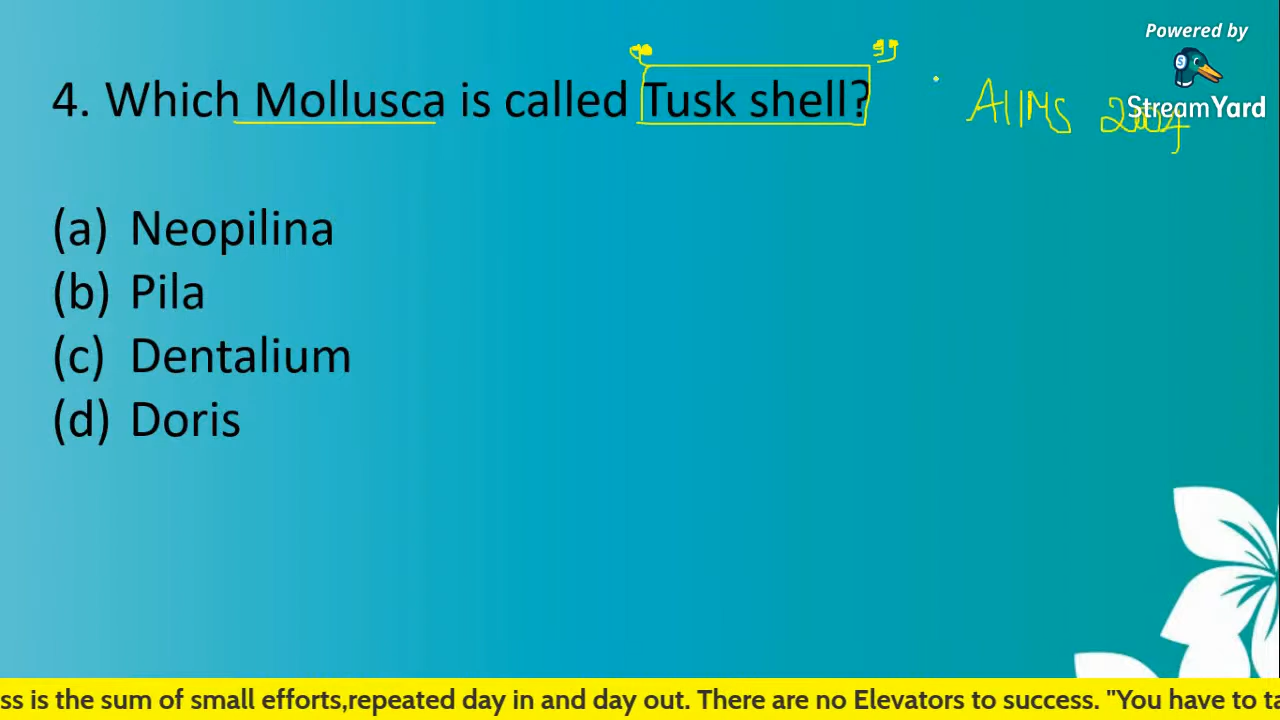 Powered by
StreamYard
4. Which Mollusca is called Tusk shell?
AIIMS 2004
(a) Neopilina
(b) Pila
(c) Dentalium
(d) Doris
ss is the sum of small efforts,repeated day in and day out. There are no Elevators to success. "You have to ta